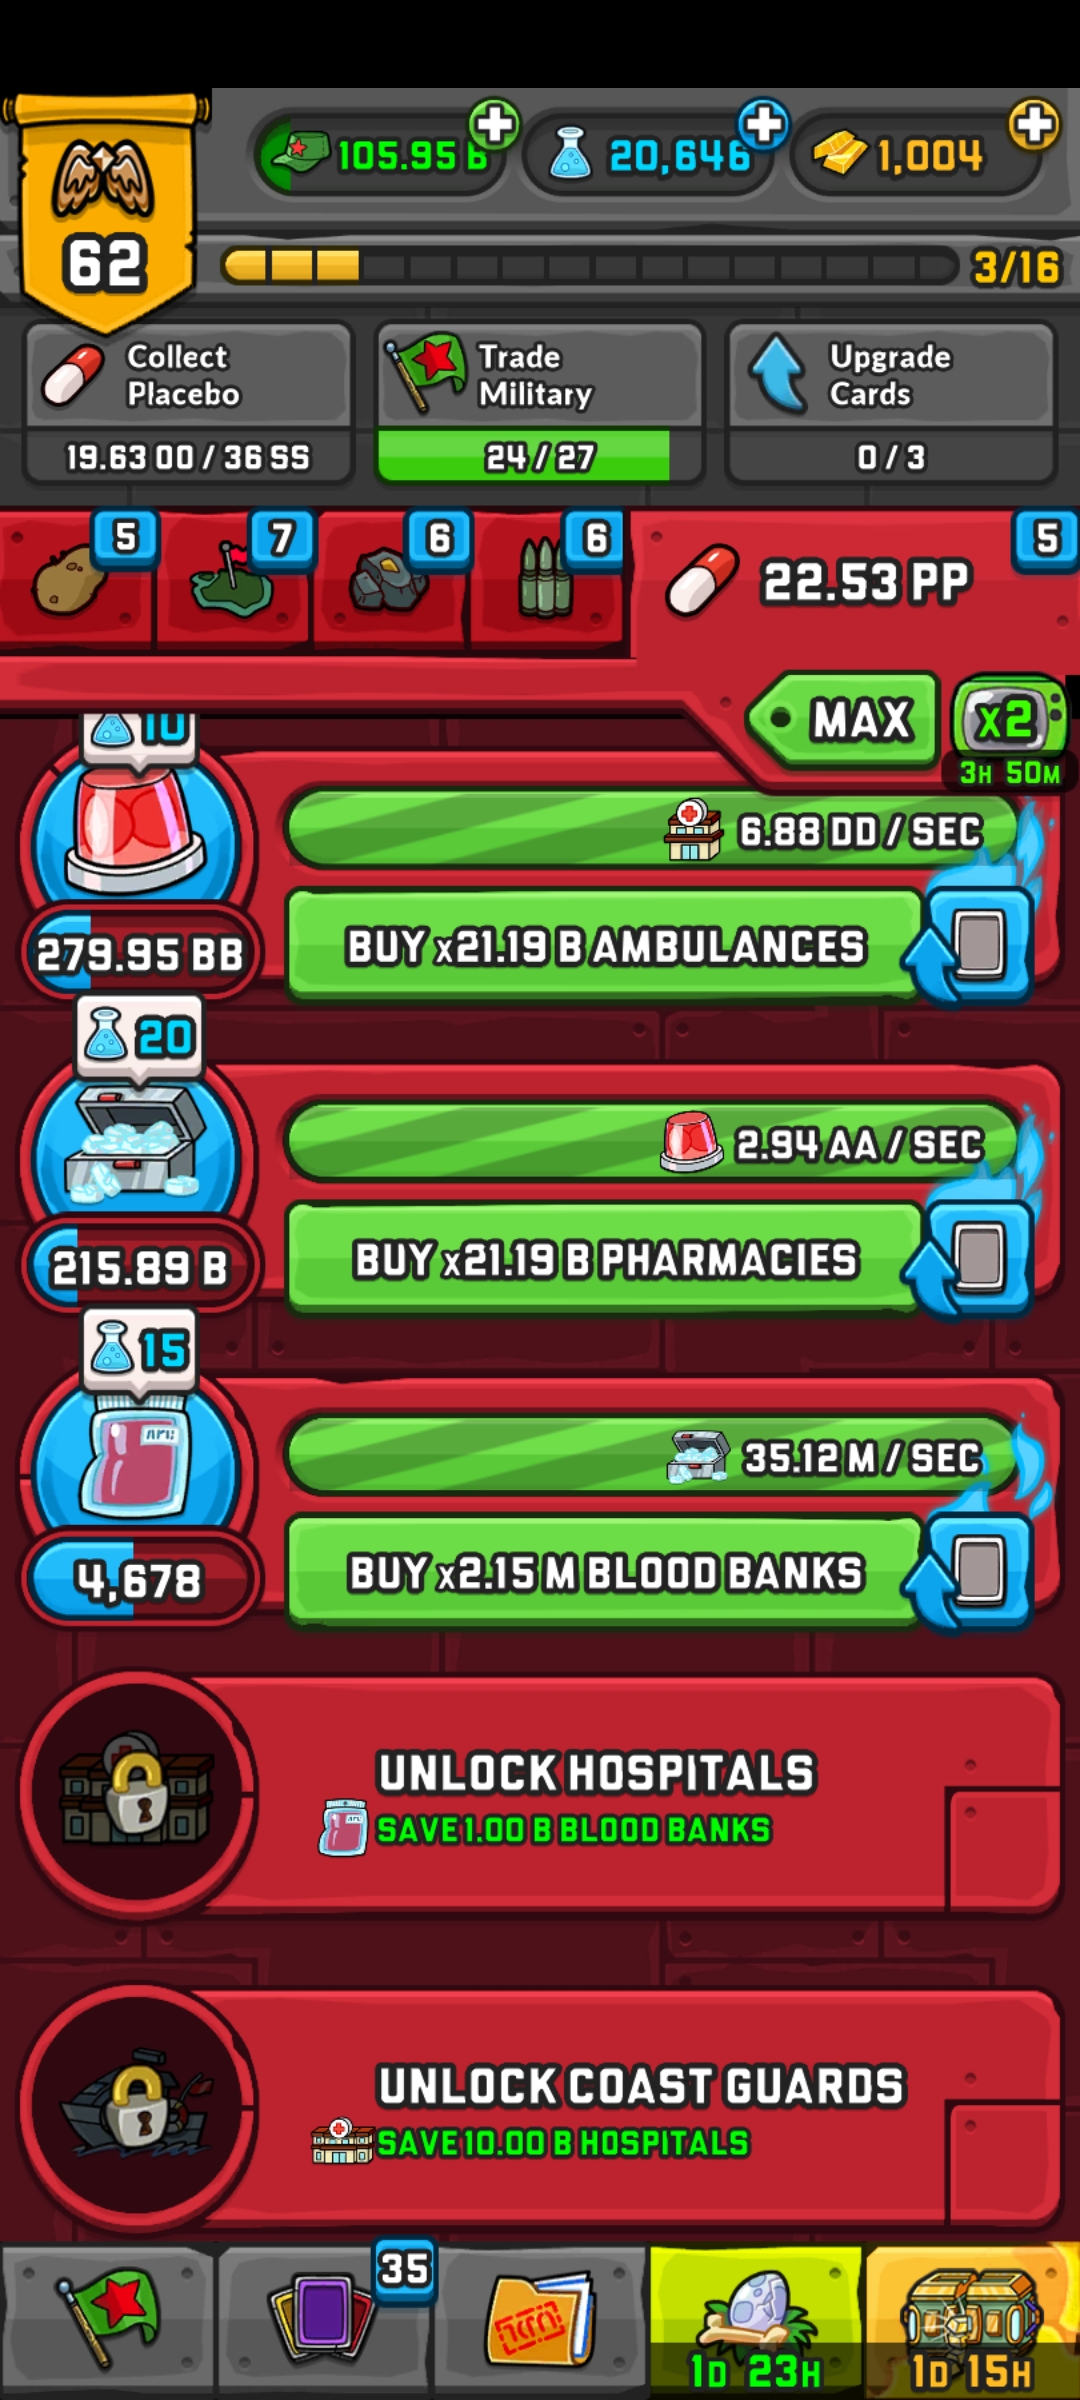 105.95 B
20,646
1,004
62
3/16
Collect
Placebo
19.63 OO / 36 SS
Trade
Military
24 / 27
Upgrade
Cards
0 / 3
5
7
6
6
22.53 PP
5
MAX
x2
3H 50M
10
6.88 DD / SEC
279.95 BB
BUY x21.19 B AMBULANCES
20
2.94 AA / SEC
215.89 B
BUY x21.19 B PHARMACIES
15
35.12 M / SEC
4,678
BUY x2.15 M BLOOD BANKS
UNLOCK HOSPITALS
SAVE 1.00 B BLOOD BANKS
UNLOCK COAST GUARDS
SAVE 10.00 B HOSPITALS
35
1D 23H
1D 15H